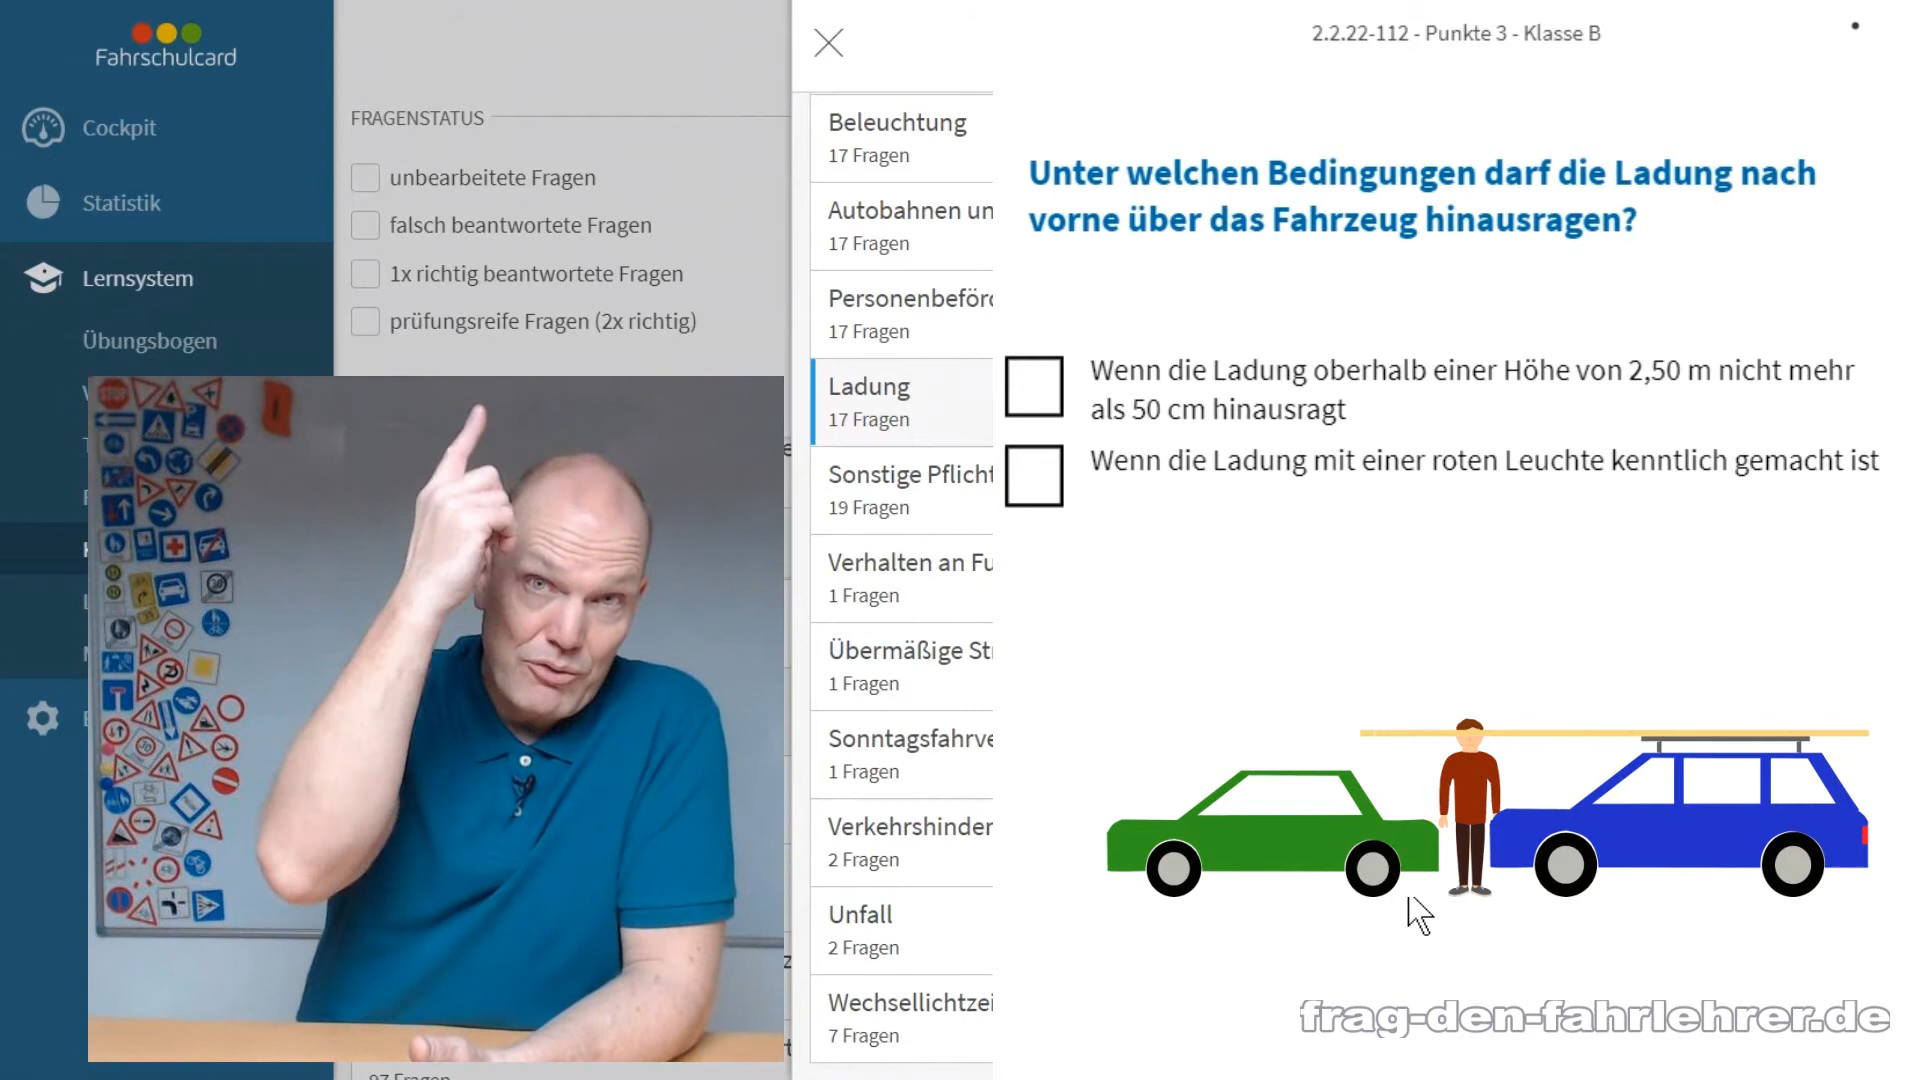 Fahrschulcard
Cockpit
Statistik
Lernsystem
Übungsbogen
FRAGENSTATUS
unbearbeitete Fragen
falsch beantwortete Fragen
1x richtig beantwortete Fragen
prüfungsreife Fragen (2x richtig)
STOP
Beleuchtung
17 Fragen
Autobahnen un
17 Fragen
Personenbeförd
17 Fragen
Ladung
17 Fragen
Sonstige Pflicht
19 Fragen
Verhalten an Fu
1 Fragen
Übermäßige Str
1 Fragen
Sonntagsfahrve
1 Fragen
Verkehrshinder
2 Fragen
Unfall
2 Fragen
Wechsellichtzei
7 Fragen
97 Fragen
2.2.22-112 - Punkte 3 - Klasse B
Unter welchen Bedingungen darf die Ladung nach
vorne über das Fahrzeug hinausragen?
Wenn die Ladung oberhalb einer Höhe von 2,50 m nicht mehr
als 50 cm hinausragt
Wenn die Ladung mit einer roten Leuchte kenntlich gemacht ist
frag-den-fahrlehrer.de